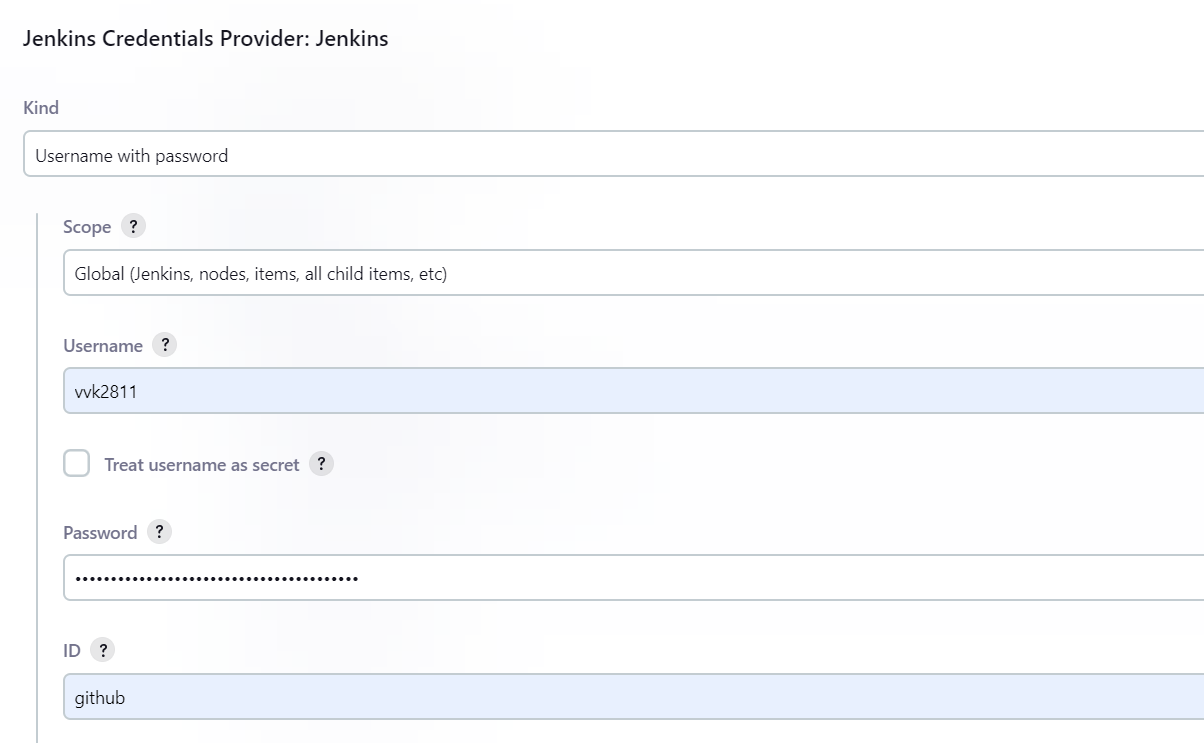 Jenkins Credentials Provider: Jenkins
Kind
Username with password
Scope ?
Global (Jenkins, nodes, items, all child items, etc)
Username ?
vvk2811
Treat username as secret ?
Password ?
••••••••••••••••••••••••••••••••••••••••
ID ?
github